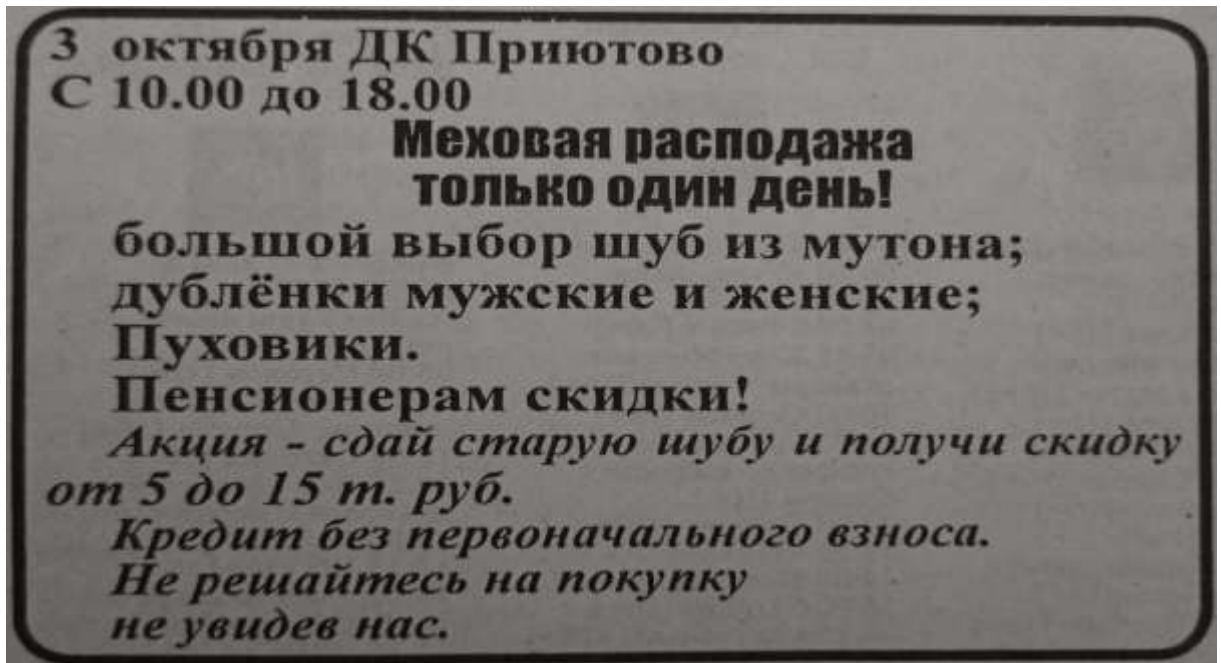 3 октября ДК Приютово
С 10.00 до 18.00
Меховая расподажа
только один день!
большой выбор шуб из мутона;
дублёнки мужские и женские;
Пуховики.
Пенсионерам скидки!
Акция - сдай старую шубу и получи скидку
от 5 до 15 т. руб.
Кредит без первоначального взноса.
Не решайтесь на покупку
не увидев нас.